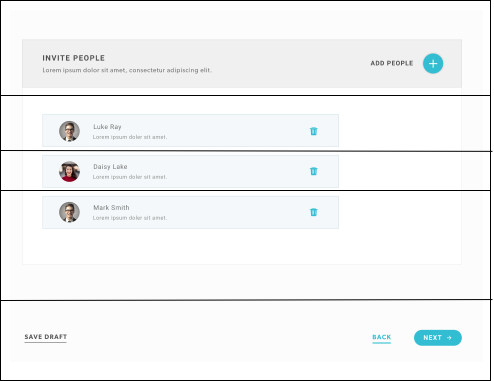 INVITE PEOPLE
Lorem ipsum dolor sit amet, consectetur adipiscing elit.
ADD PEOPLE
Luke Ray
Lorem ipsum dolor sit amet.
Daisy Lake
Lorem ipsum dolor sit amet.
Mark Smith
Lorem ipsum dolor sit amet.
SAVE DRAFT
BACK
NEXT →